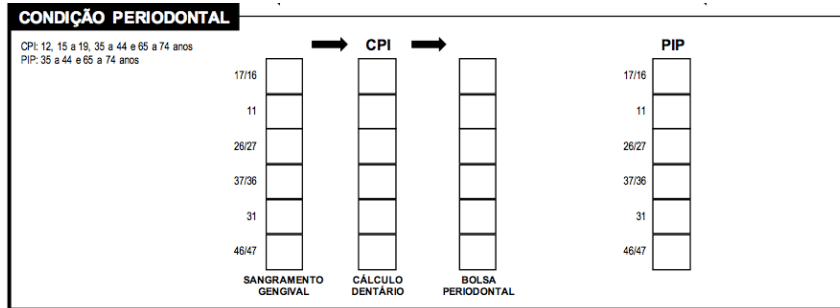 CONDIÇÃO PERIODONTAL
CPI: 12, 15 a 19, 35 a 44 e 65 a 74 anos
PIP: 35 a 44 e 65 a 74 anos
CPI
17/16
11
26/27
37/36
31
46/47
SANGRAMENTO
GENGIVAL
CÁLCULO
DENTÁRIO
BOLSA
PERIODONTAL
PIP
17/16
11
26/27
37/36
31
46/47